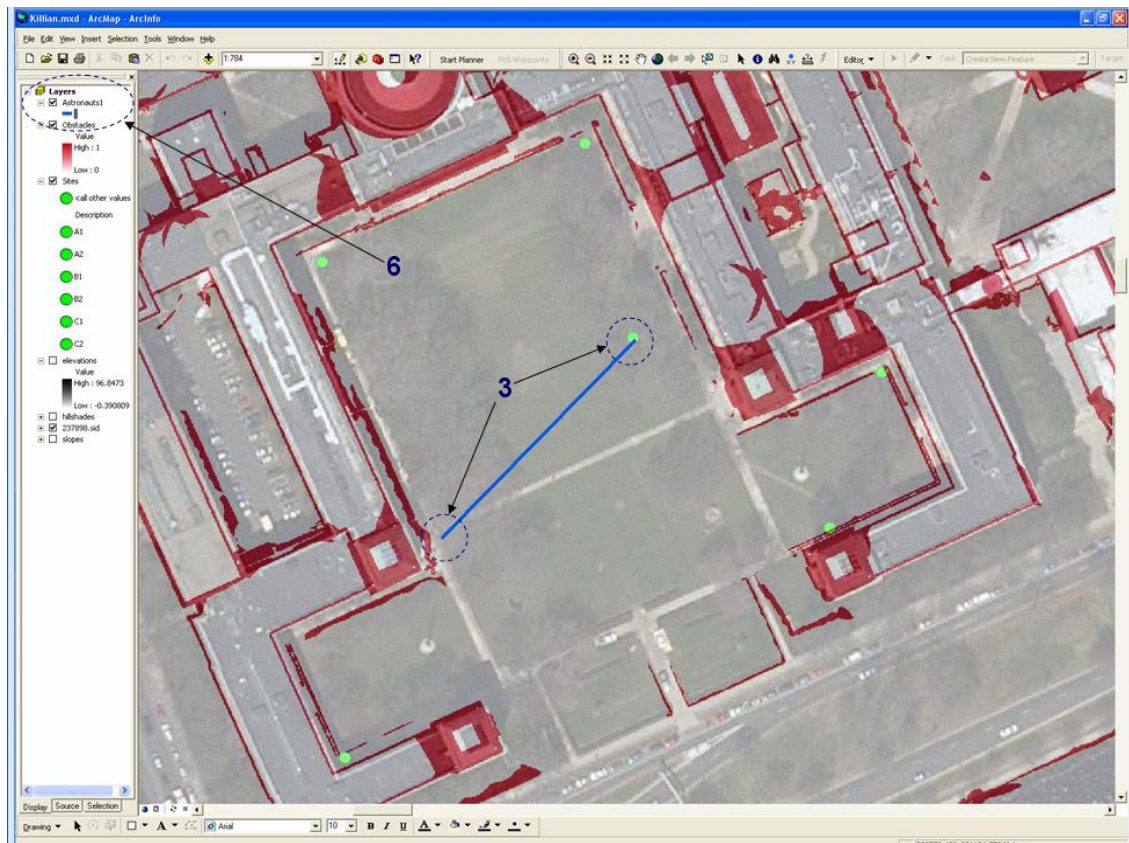 Killian.mxd - ArcMap - ArcInfo
File Edit View Insert Selection Tools Window Help
1:784 Start Planner Pick Waypoints Editor Task: Create New Feature Target:
Layers
Astronauts1
Obstacles
Value
High : 1
Low : 0
Sites
<all other values
Description
A1
A2
B1
B2
C1
C2
elevations
Value
High : 96.8473
Low : -0.390809
hillshades
237898.sid
slopes
6
3
3
Display Source Selection
Drawing A Arial 10 B I U A